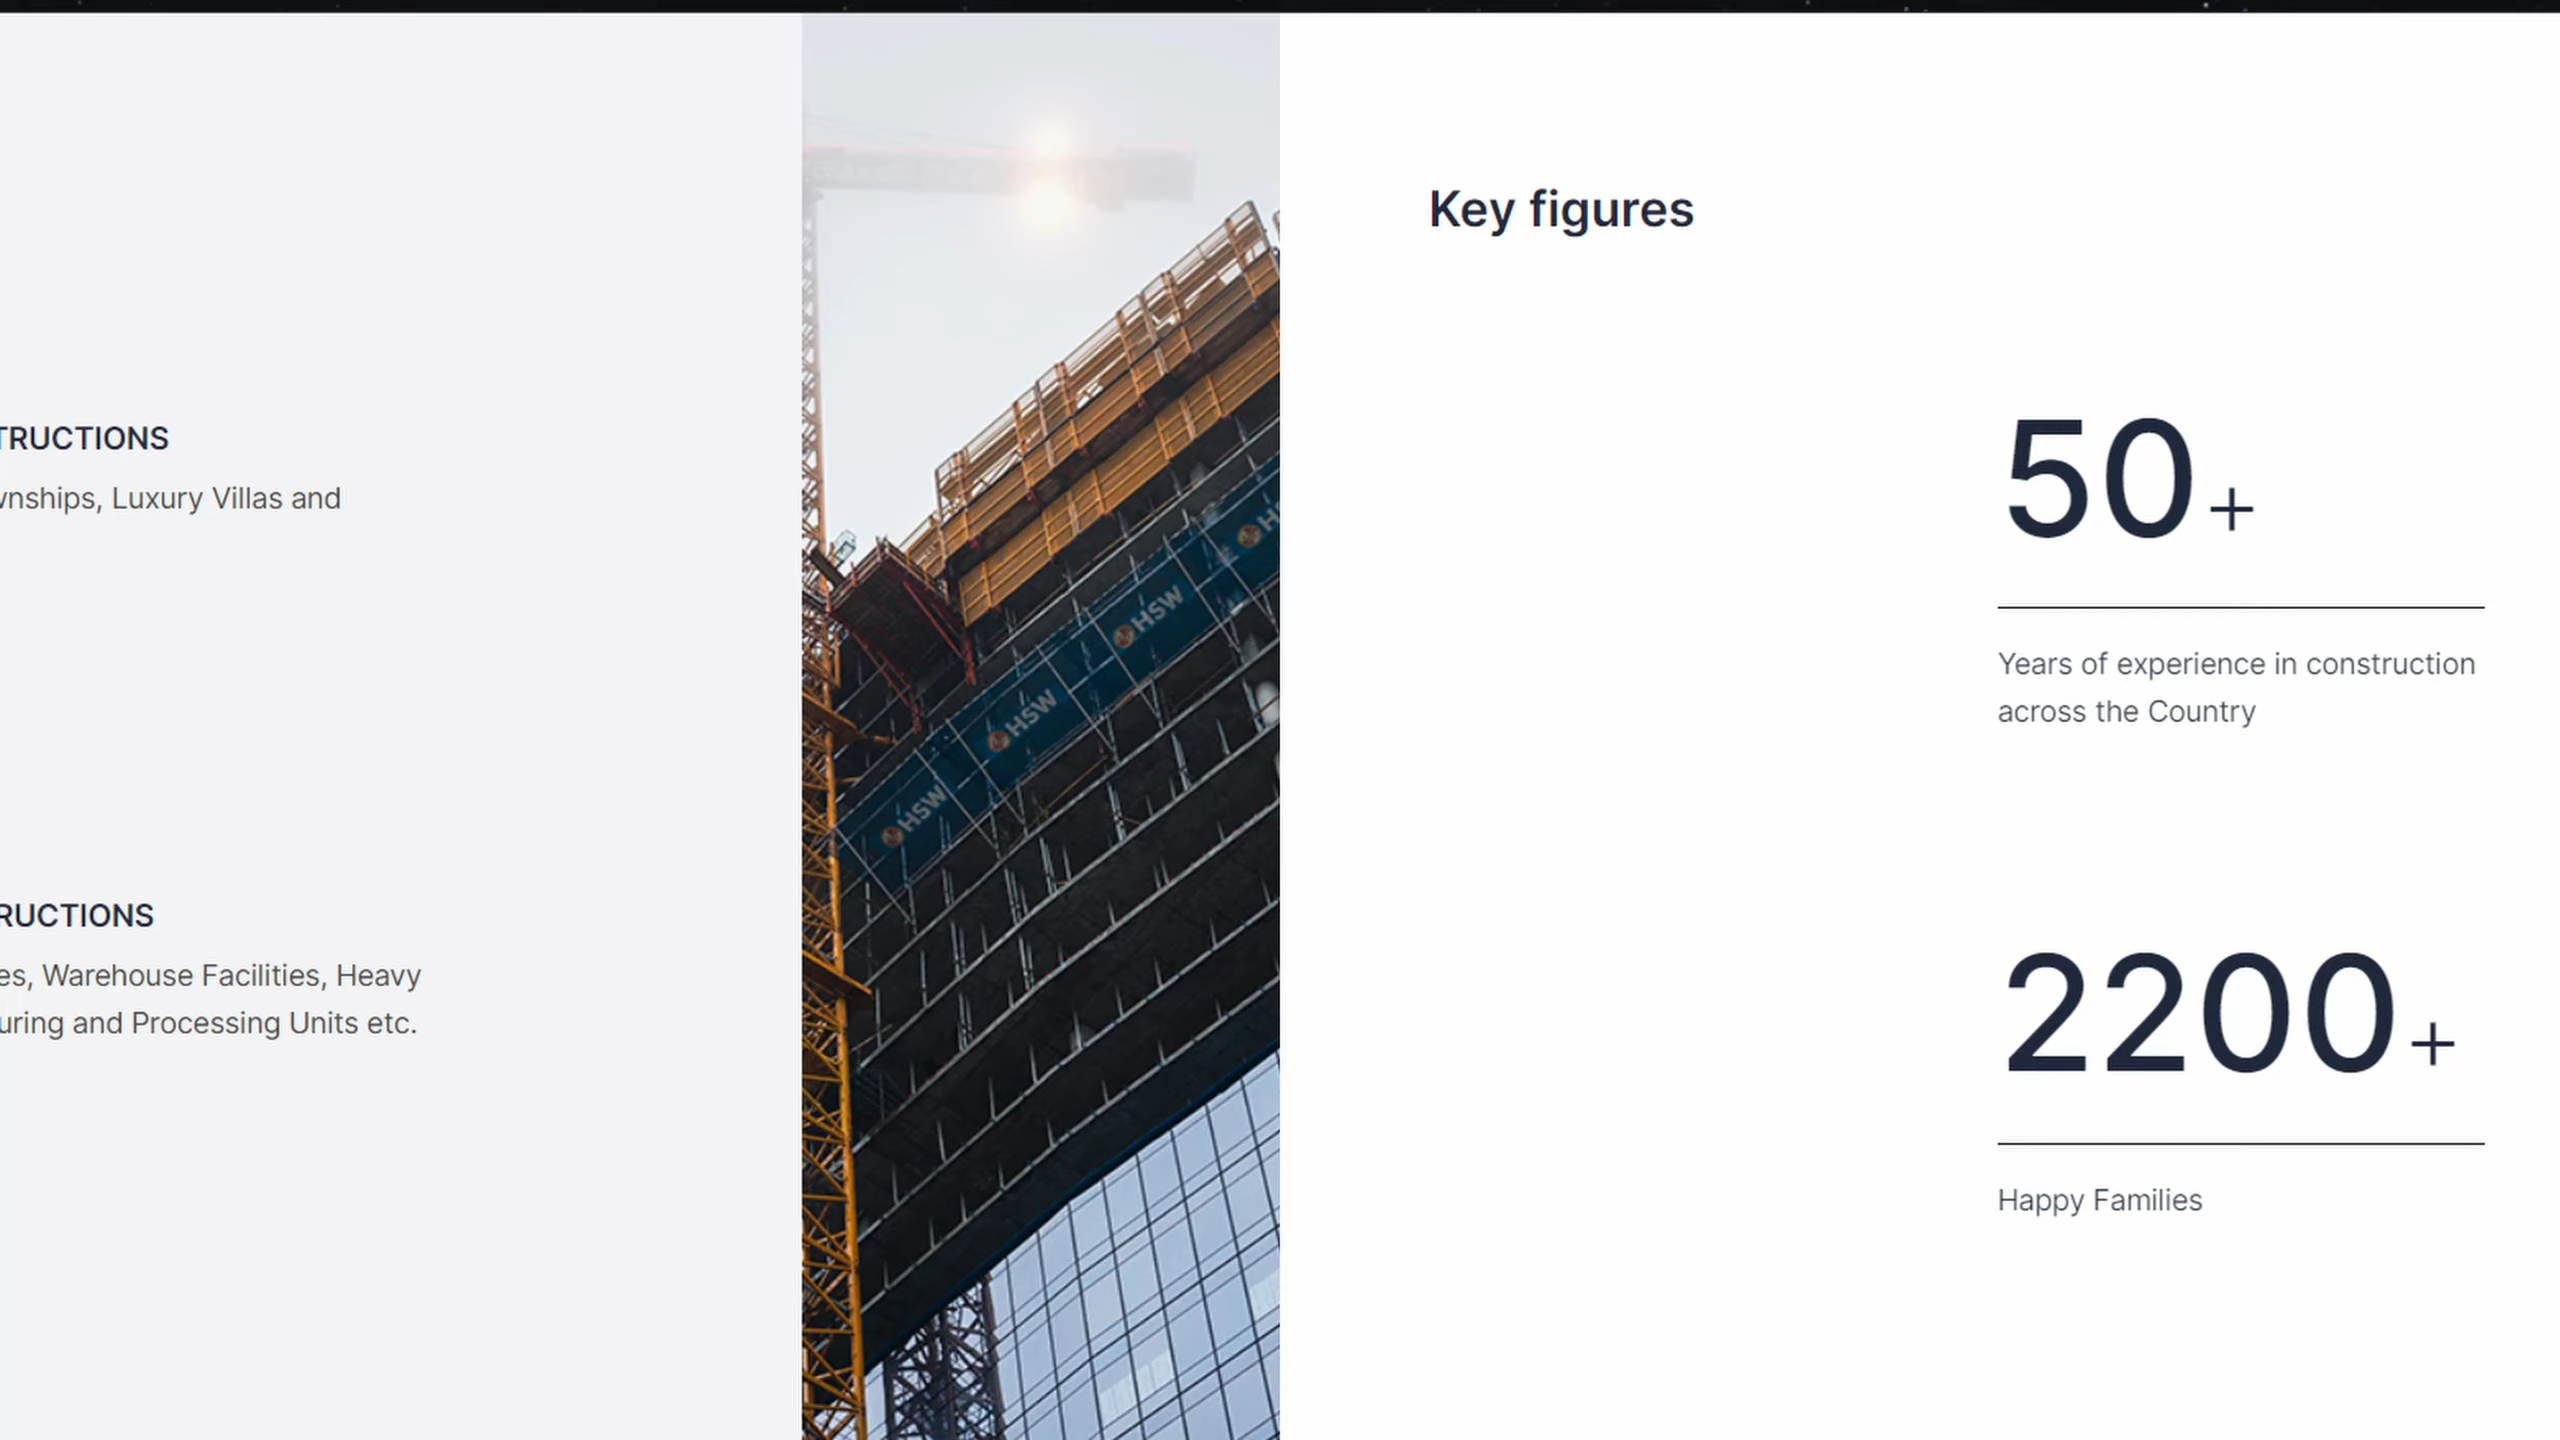 TRUCTIONS
wnships, Luxury Villas and
RUCTIONS
es, Warehouse Facilities, Heavy
uring and Processing Units etc.
HSW
HSW
HSW
Key figures
50+
Years of experience in construction
across the Country
2200+
Happy Families